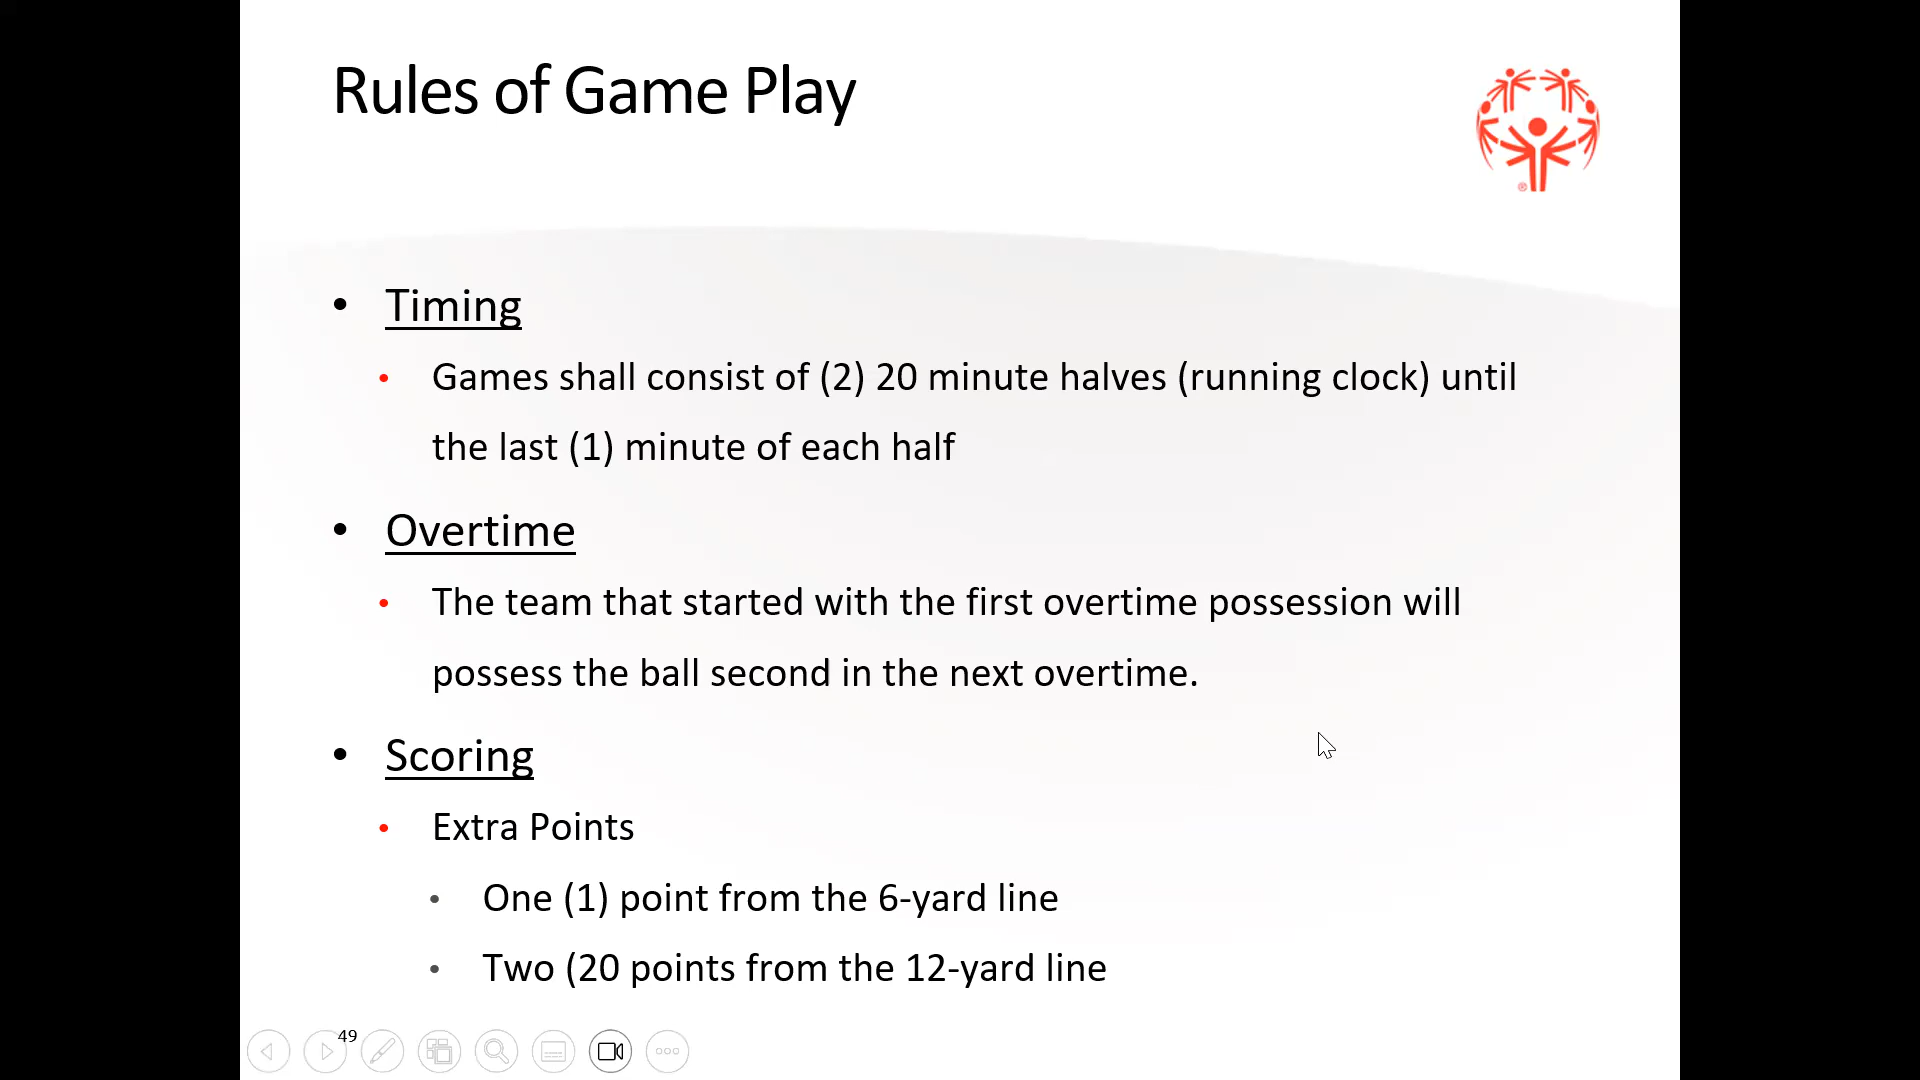 Rules of Game Play
®
• Timing
• Games shall consist of (2) 20 minute halves (running clock) until
the last (1) minute of each half
• Overtime
• The team that started with the first overtime possession will
possess the ball second in the next overtime.
• Scoring
• Extra Points
• One (1) point from the 6-yard line
• Two (20 points from the 12-yard line
49